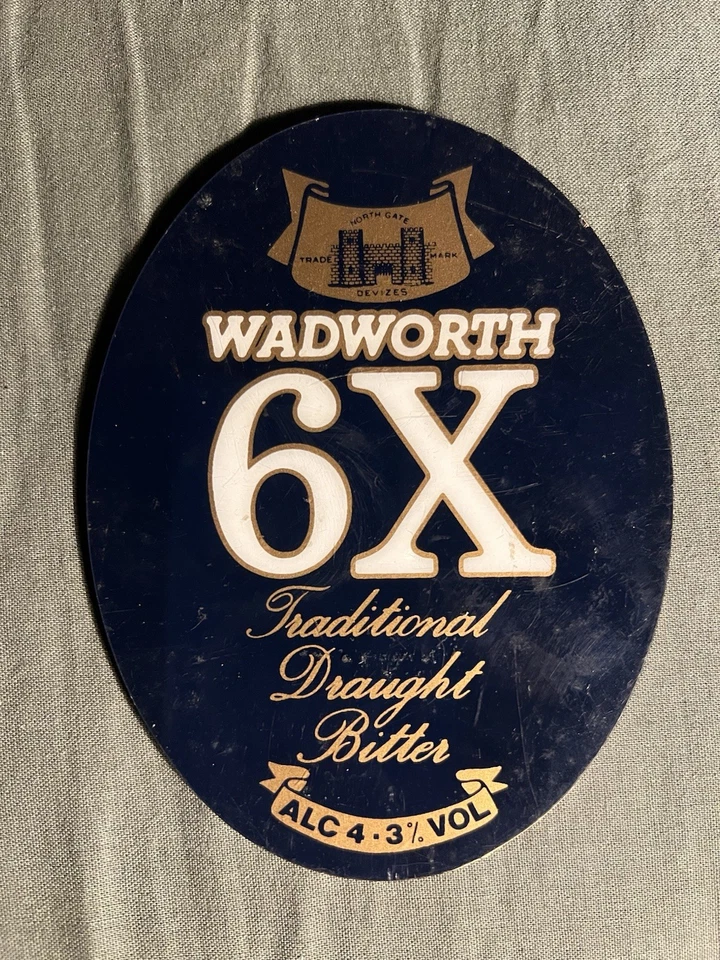 NORTH GATE
TRADE MARK
DEVIZES
WADWORTH
6X
Traditional
Draught
Bitter
ALC 4·3% VOL